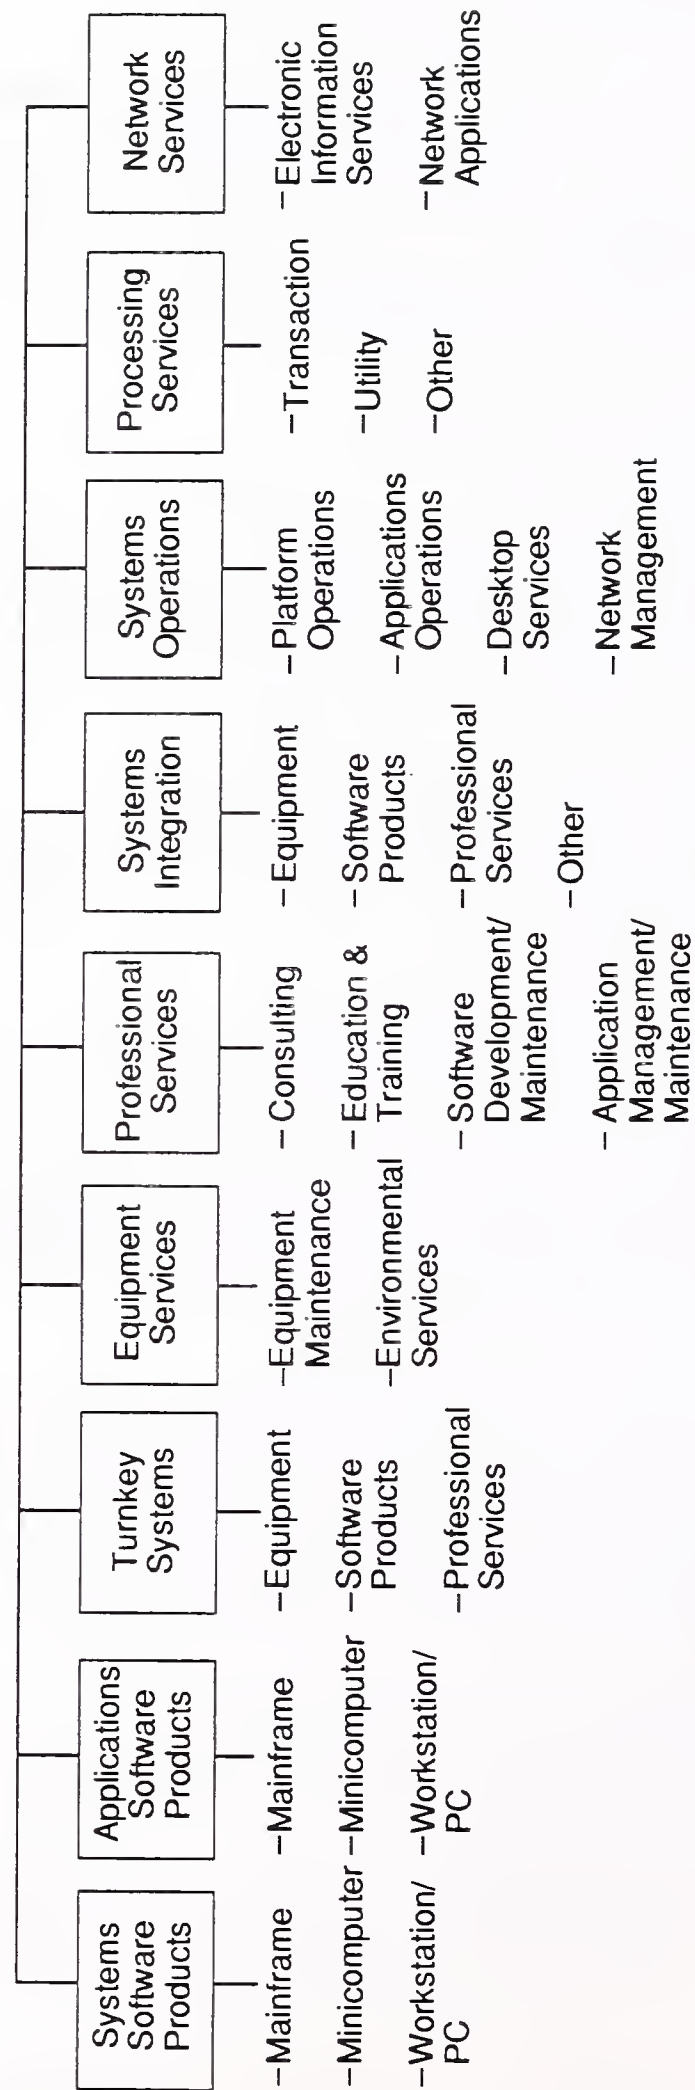 Systems
Software
Products
–Mainframe
–Minicomputer
–Workstation/
PC
Applications
Software
Products
–Mainframe
–Minicomputer
–Workstation/
PC
Turnkey
Systems
–Equipment
–Software
Products
–Professional
Services
Equipment
Services
–Equipment
Maintenance
–Environmental
Services
Professional
Services
– Consulting
– Education &
Training
– Software
Development/
Maintenance
– Application
Management/
Maintenance
Systems
Integration
– Equipment
– Software
Products
– Professional
Services
– Other
Systems
Operations
– Platform
Operations
– Applications
Operations
– Desktop
Services
– Network
Management
Processing
Services
–Transaction
–Utility
–Other
Network
Services
– Electronic
Information
Services
– Network
Applications